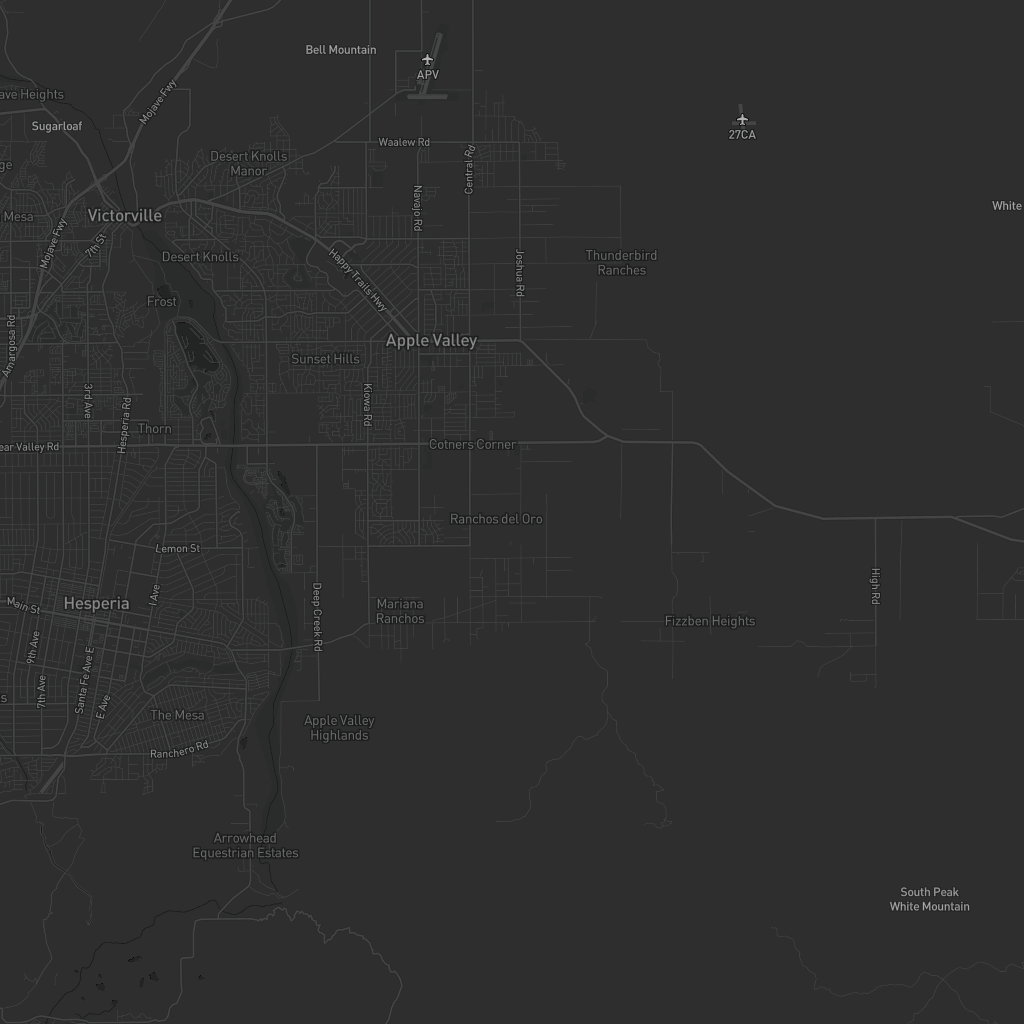 Bell Mountain
APV
ave Heights
Mojave Fwy
Sugarloaf
27CA
Waalew Rd
Central Rd
Desert Knolls
Manor
ge
Navajo Rd
White
Mesa
Victorville
Mojave Fwy
7th St
Desert Knolls
Happy Trails Hwy
Joshua Rd
Thunderbird
Ranches
Frost
Amargosa Rd
Apple Valley
Sunset Hills
3rd Ave
Hesperia Rd
Kiowa Rd
Thorn
ear Valley Rd
Cotners Corner
Ranchos del Oro
Lemon St
High Rd
I Ave
Main St
Hesperia
Deep Creek Rd
Mariana
Ranchos
Fizzben Heights
9th Ave
7th Ave
Santa Fe Ave E
E Ave
s
The Mesa
Apple Valley
Highlands
Ranchero Rd
Arrowhead
Equestrian Estates
South Peak
White Mountain